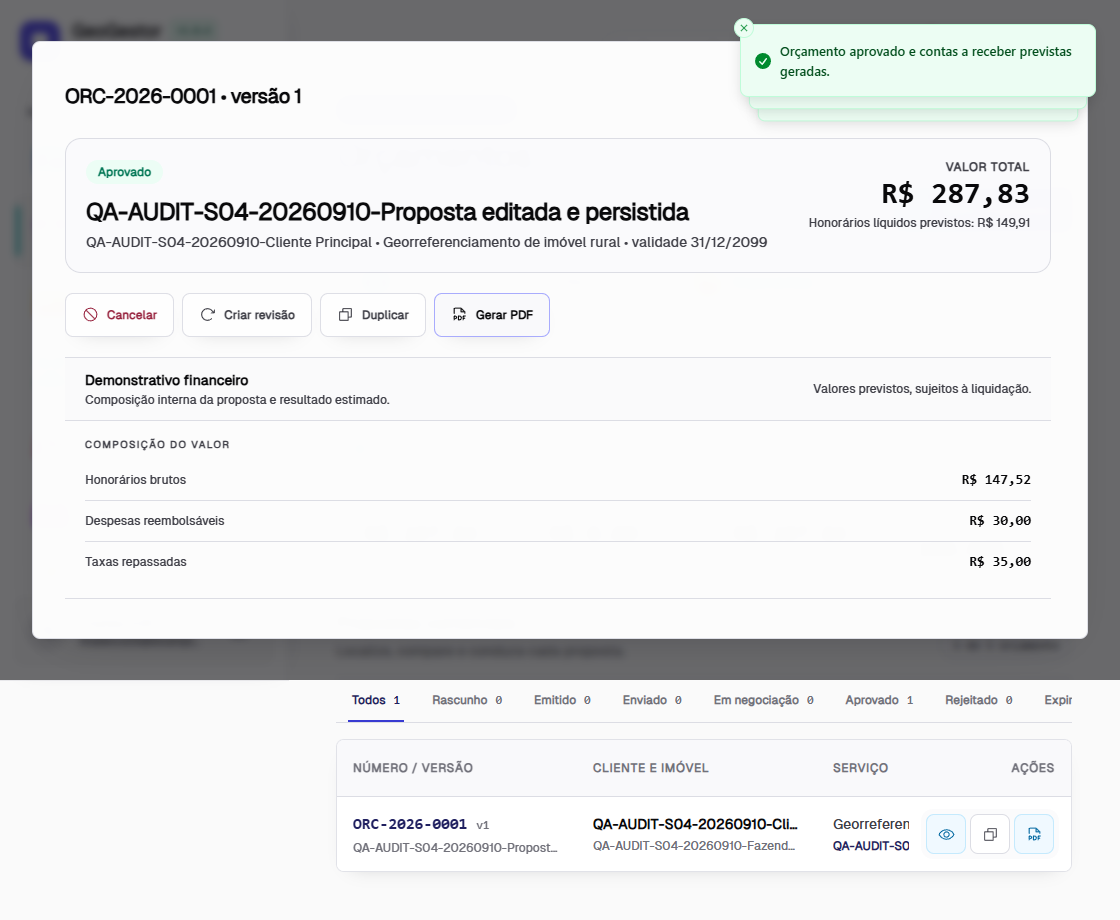 Orçamento aprovado e contas a receber previstas
geradas.
ORC-2026-0001 • versão 1
Aprovado
QA-AUDIT-S04-20260910-Proposta editada e persistida
QA-AUDIT-S04-20260910-Cliente Principal • Georreferenciamento de imóvel rural • validade 31/12/2099
VALOR TOTAL
R$ 287,83
Honorários líquidos previstos: R$ 149,91
Cancelar
Criar revisão
Duplicar
PDF Gerar PDF
Demonstrativo financeiro
Composição interna da proposta e resultado estimado.
Valores previstos, sujeitos à liquidação.
COMPOSIÇÃO DO VALOR
Honorários brutos R$ 147,52
Despesas reembolsáveis R$ 30,00
Taxas repassadas R$ 35,00
Todos 1 Rascunho 0 Emitido 0 Enviado 0 Em negociação 0 Aprovado 1 Rejeitado 0 Expir
NÚMERO / VERSÃO CLIENTE E IMÓVEL SERVIÇO AÇÕES
ORC-2026-0001 v1 QA-AUDIT-S04-20260910-Cli... Georreferen
QA-AUDIT-S04-20260910-Propost... QA-AUDIT-S04-20260910-Fazend... QA-AUDIT-S0
PDF